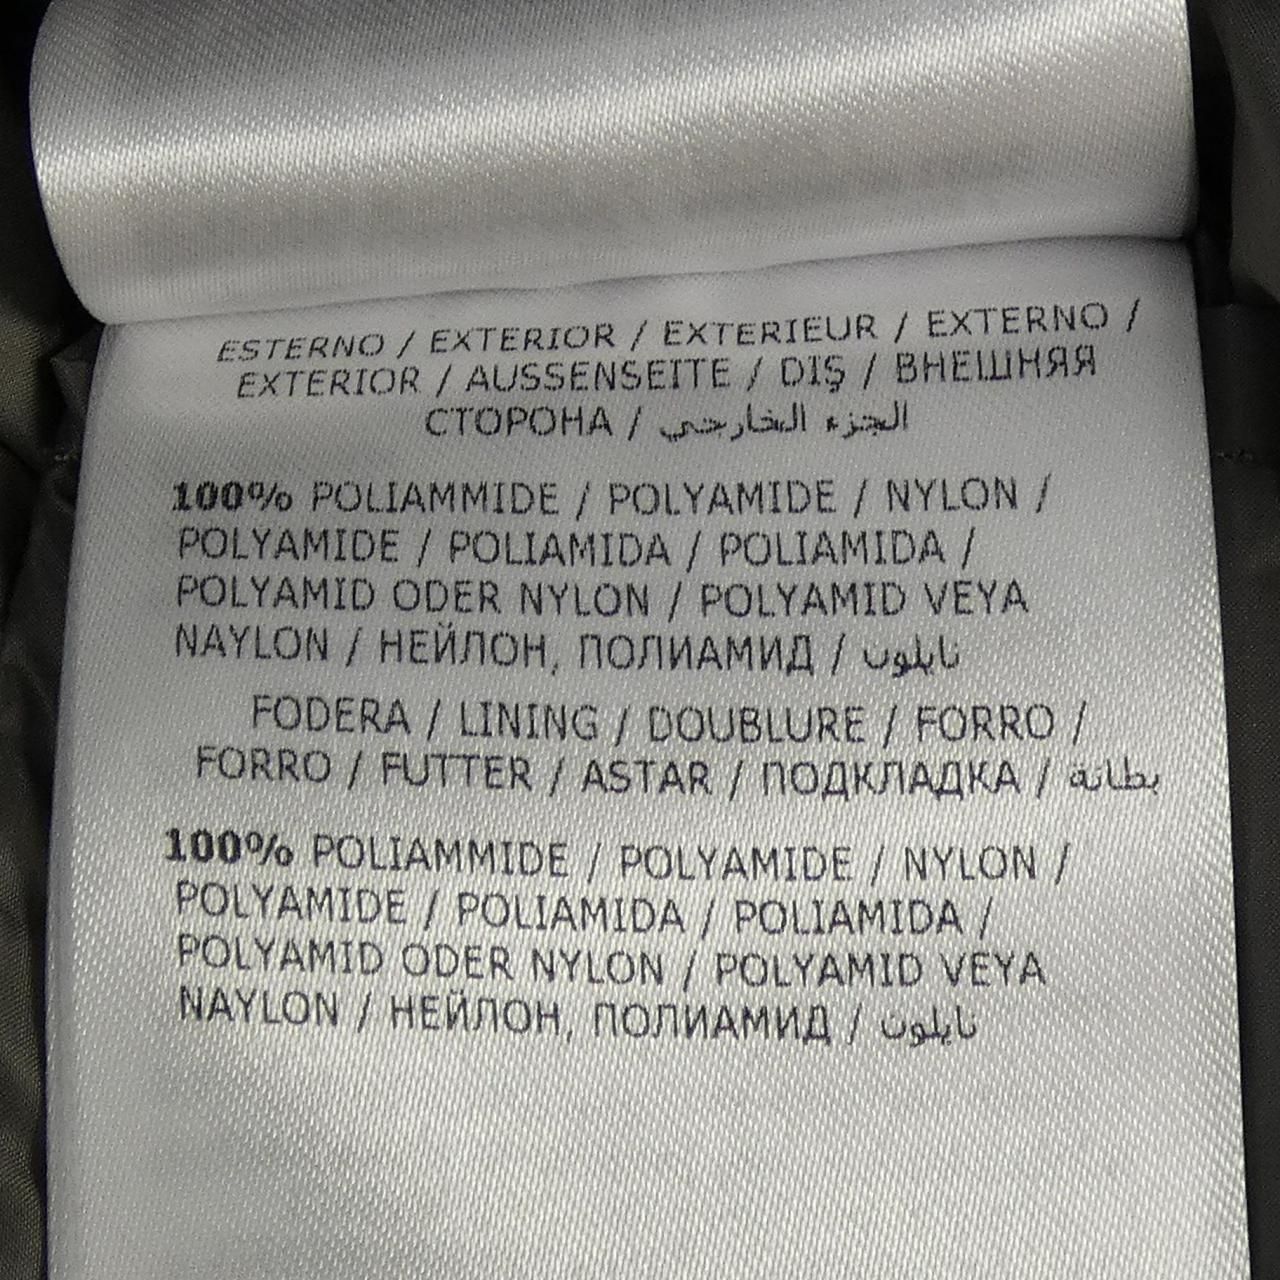 ESTERNO / EXTERIOR / EXTERIEUR / EXTERNO /
EXTERIOR / AUSSENSEITE / DIŞ / ВНЕШНЯЯ
СТОРОНА / الجزء الخارجي
100% POLIAMMIDE / POLYAMIDE / NYLON /
POLYAMIDE / POLIAMIDA / POLIAMIDA /
POLYAMID ODER NYLON / POLYAMID VEYA
NAYLON / НЕЙЛОН, ПОЛИАМИД / نايلون
FODERA / LINING / DOUBLURE / FORRO /
FORRO / FUTTER / ASTAR / ПОДКЛАДКА / بطانة
100% POLIAMMIDE / POLYAMIDE / NYLON /
POLYAMIDE / POLIAMIDA / POLIAMIDA /
POLYAMID ODER NYLON / POLYAMID VEYA
NAYLON / НЕЙЛОН, ПОЛИАМИД / نايلون